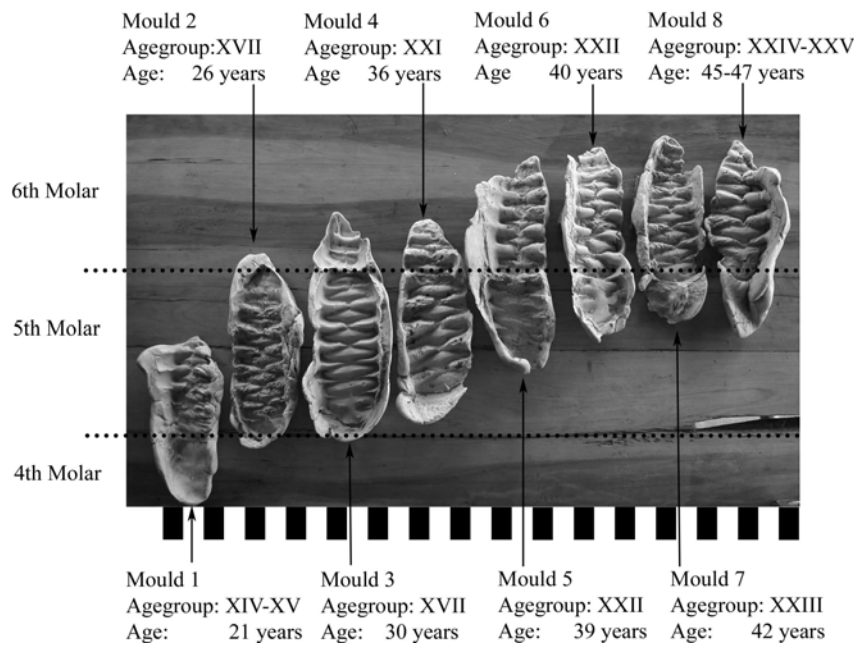 Mould 2
Agegroup:XVII
Age: 26 years
Mould 4
Agegroup: XXI
Age 36 years
Mould 6
Agegroup: XXII
Age 40 years
Mould 8
Agegroup: XXIV-XXV
Age: 45-47 years
6th Molar
5th Molar
4th Molar
Mould 1
Agegroup: XIV-XV
Age: 21 years
Mould 3
Agegroup: XVII
Age: 30 years
Mould 5
Agegroup: XXII
Age: 39 years
Mould 7
Agegroup: XXIII
Age: 42 years